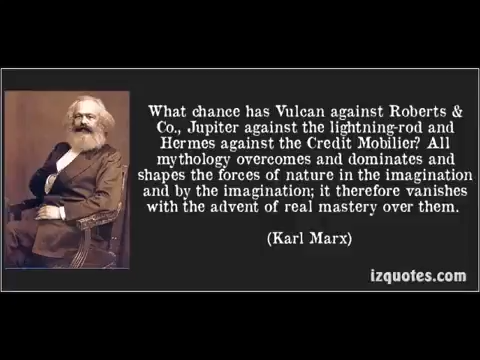 What chance has Vulcan against Roberts &
Co., Jupiter against the lightning-rod and
Hermes against the Credit Mobilier? All
mythology overcomes and dominates and
shapes the forces of nature in the imagination
and by the imagination; it therefore vanishes
with the advent of real mastery over them.
(Karl Marx)
izquotes.com